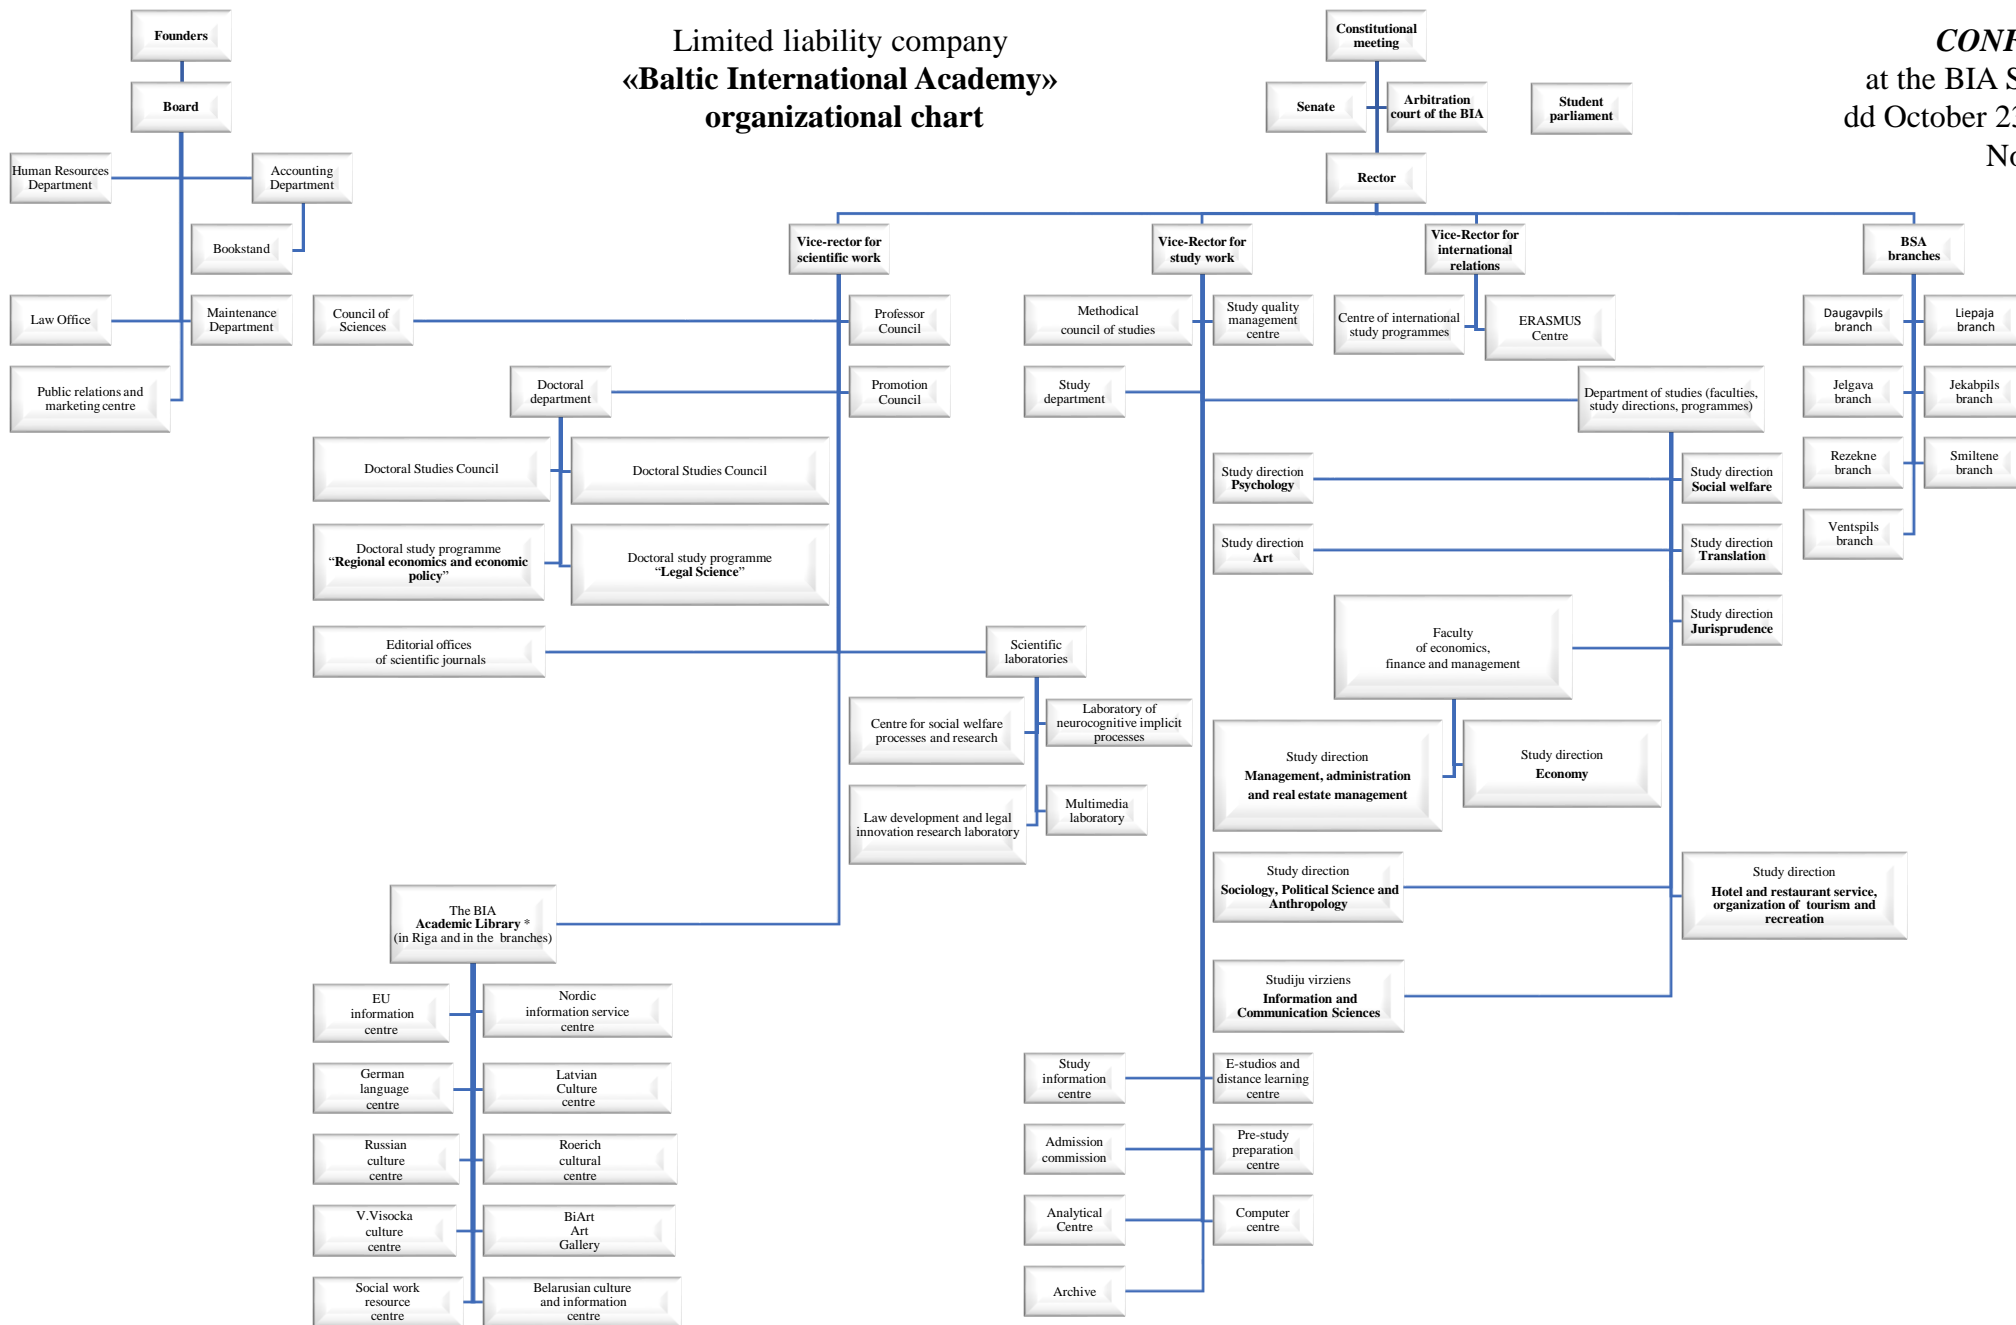 Limited liability company
«Baltic International Academy»
organizational chart
at the BIA
dd October
Founders
Board
Human Resources
Department
Accounting
Department
Bookstand
Law Office
Maintenance
Department
Public relations and
marketing centre
Constitutional
meeting
Senate
Arbitration
court of the BIA
Student
parliament
Rector
Vice-rector for
scientific work
Vice-Rector for
study work
Vice-Rector for
international
relations
BSA
branches
Council of
Sciences
Professor
Council
Doctoral
department
Promotion
Council
Doctoral Studies Council
Doctoral Studies Council
Doctoral study programme
“Regional economics and economic
policy”
Doctoral study programme
“Legal Science”
Editorial offices
of scientific journals
Scientific
laboratories
Centre for social welfare
processes and research
Laboratory of
neurocognitive implicit
processes
Law development and legal
innovation research laboratory
Multimedia
laboratory
The BIA
Academic Library *
(in Riga and in the branches)
EU
information
centre
Nordic
information service
centre
German
language
centre
Latvian
Culture
centre
Russian
culture
centre
Roerich
cultural
centre
V.Visocka
culture
centre
BiArt
Art
Gallery
Social work
resource
centre
Belarusian culture
and information
centre
Methodical
council of studies
Study quality
management
centre
Study
department
Department of studies (faculties,
study directions, programmes)
Study direction
Psychology
Study direction
Social welfare
Study direction
Art
Study direction
Translation
Study direction
Jurisprudence
Faculty
of economics,
finance and management
Study direction
Management, administration
and real estate management
Study direction
Economy
Study direction
Sociology, Political Science and
Anthropology
Study direction
Hotel and restaurant service,
organization of tourism and
recreation
Studiju virziens
Information and
Communication Sciences
Study
information
centre
E-studios and
distance learning
centre
Admission
commission
Pre-study
preparation
centre
Analytical
Centre
Computer
centre
Archive
Centre of international
study programmes
ERASMUS
Centre
Daugavpils
branch
Liepaja
branch
Jelgava
branch
Jekabpils
branch
Rezekne
branch
Smiltene
branch
Ventspils
branch